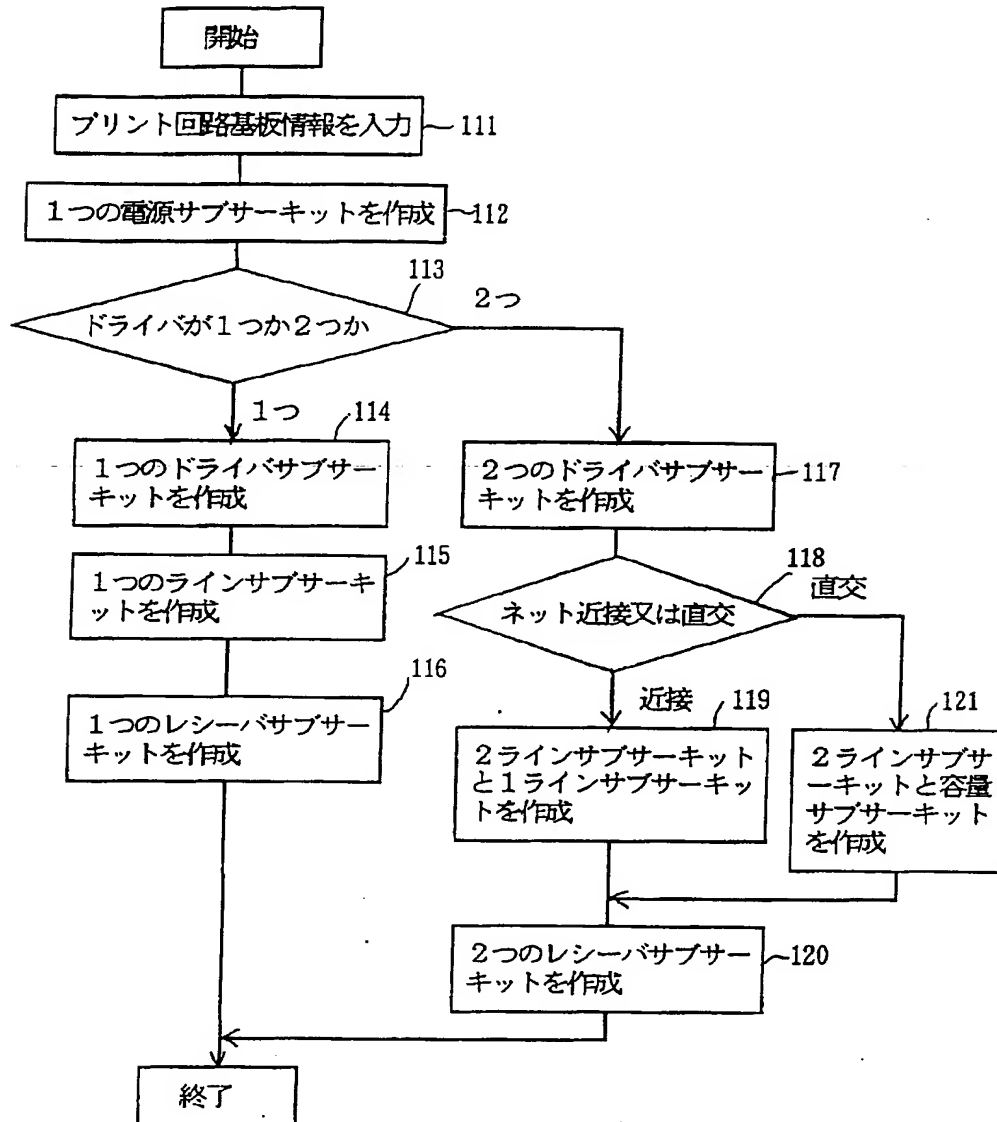 開始
プリント回路基板情報を入力
111
１つの電源サブサーキットを作成
112
113
ドライバが１つか２つか
２つ
１つ
114
１つのドライバサブサー
キットを作成
２つのドライバサブサー
キットを作成
117
115
１つのラインサブサーキ
ットを作成
118
ネット近接又は直交
直交
116
１つのレシーバサブサー
キットを作成
近接
119
２ラインサブサーキット
と１ラインサブサーキッ
トを作成
121
２ラインサブサ
ーキットと容量
サブサーキット
を作成
２つのレシーバサブサー
キットを作成
120
終了